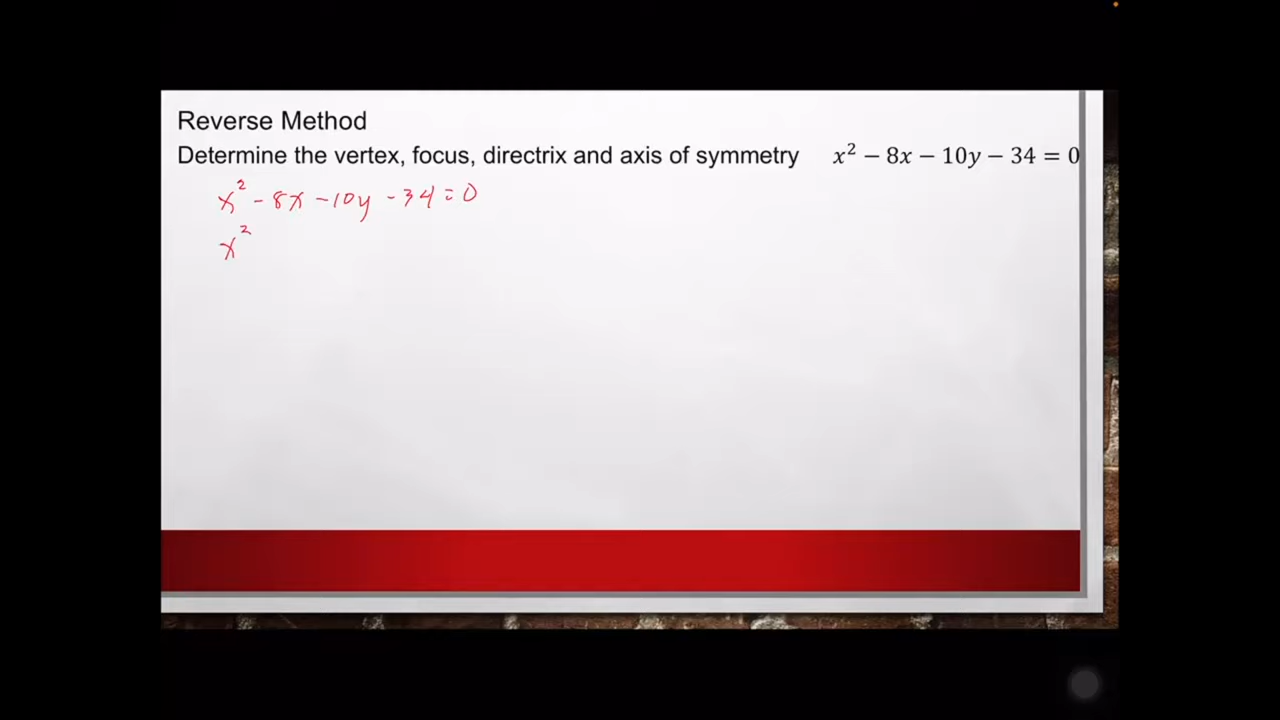 Reverse Method
Determine the vertex, focus, directrix and axis of symmetry x² − 8x − 10y − 34 = 0
x² - 8x - 10y - 34 = 0
x²